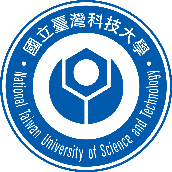 國立臺灣科技大學
National Taiwan University of Science and Technology